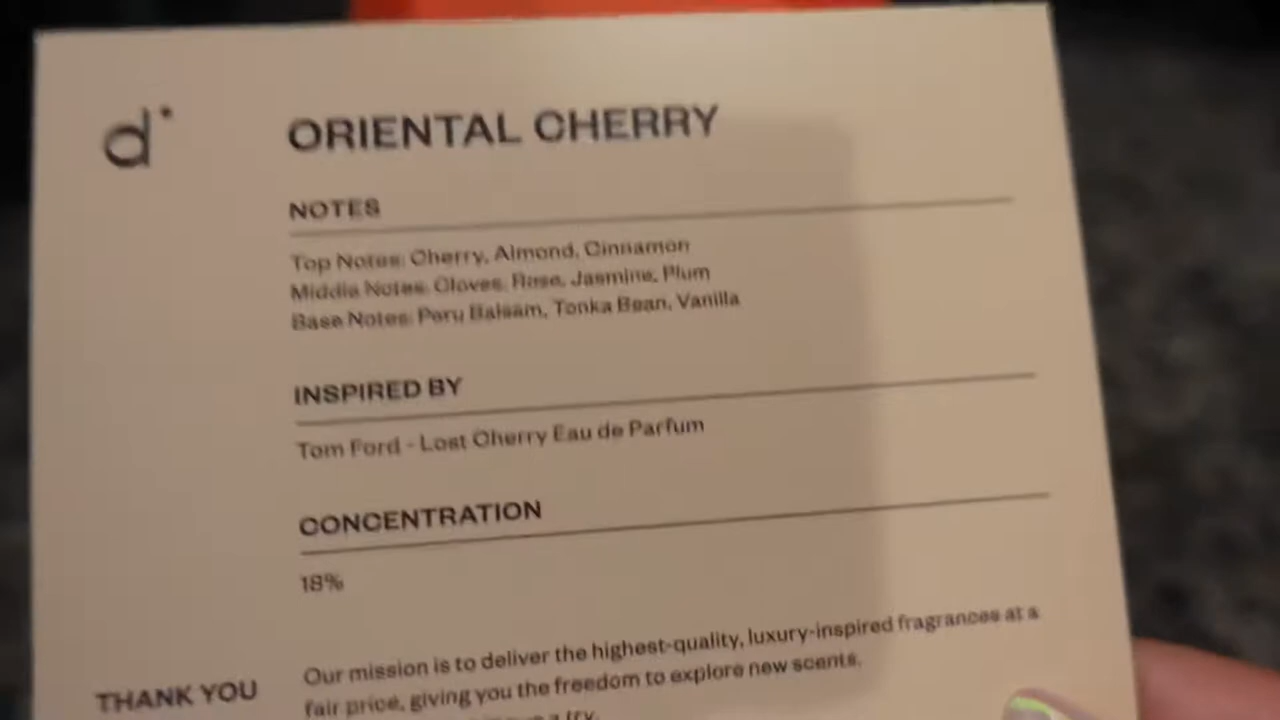 d°
ORIENTAL CHERRY
NOTES
Top Notes: Cherry, Almond, Cinnamon
Middle Notes: Cloves, Rose, Jasmine, Plum
Base Notes: Peru Balsam, Tonka Bean, Vanilla
INSPIRED BY
Tom Ford - Lost Cherry Eau de Parfum
CONCENTRATION
18%
THANK YOU
Our mission is to deliver the highest-quality, luxury-inspired fragrances at a
fair price, giving you the freedom to explore new scents.
a try.